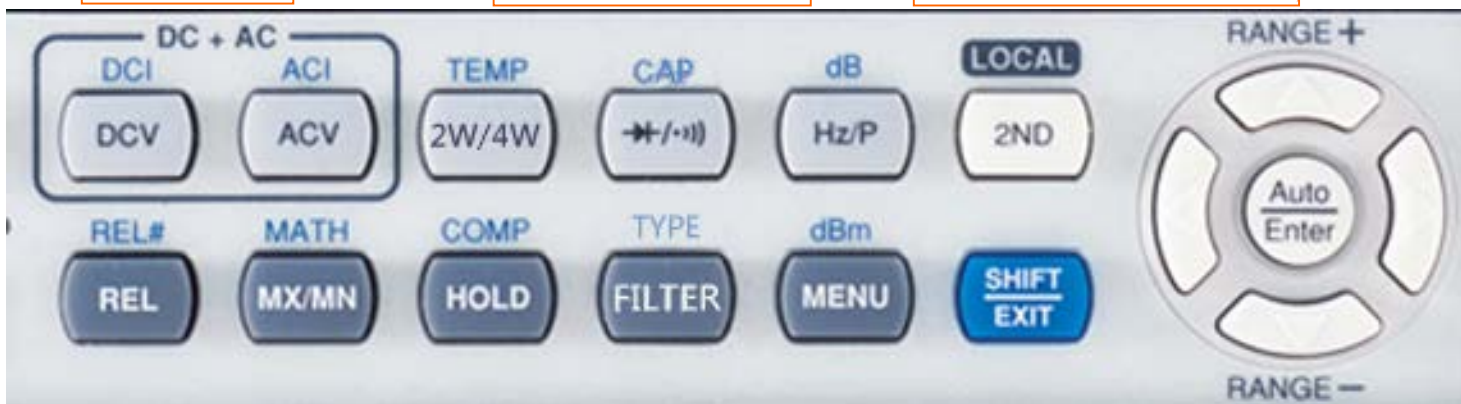 DC + AC
RANGE +
DCI ACI TEMP CAP dB LOCAL
DCV ACV 2W/4W Hz/P 2ND
Auto
Enter
REL# MATH COMP TYPE dBm
REL MX/MN HOLD FILTER MENU SHIFT
EXIT
RANGE −